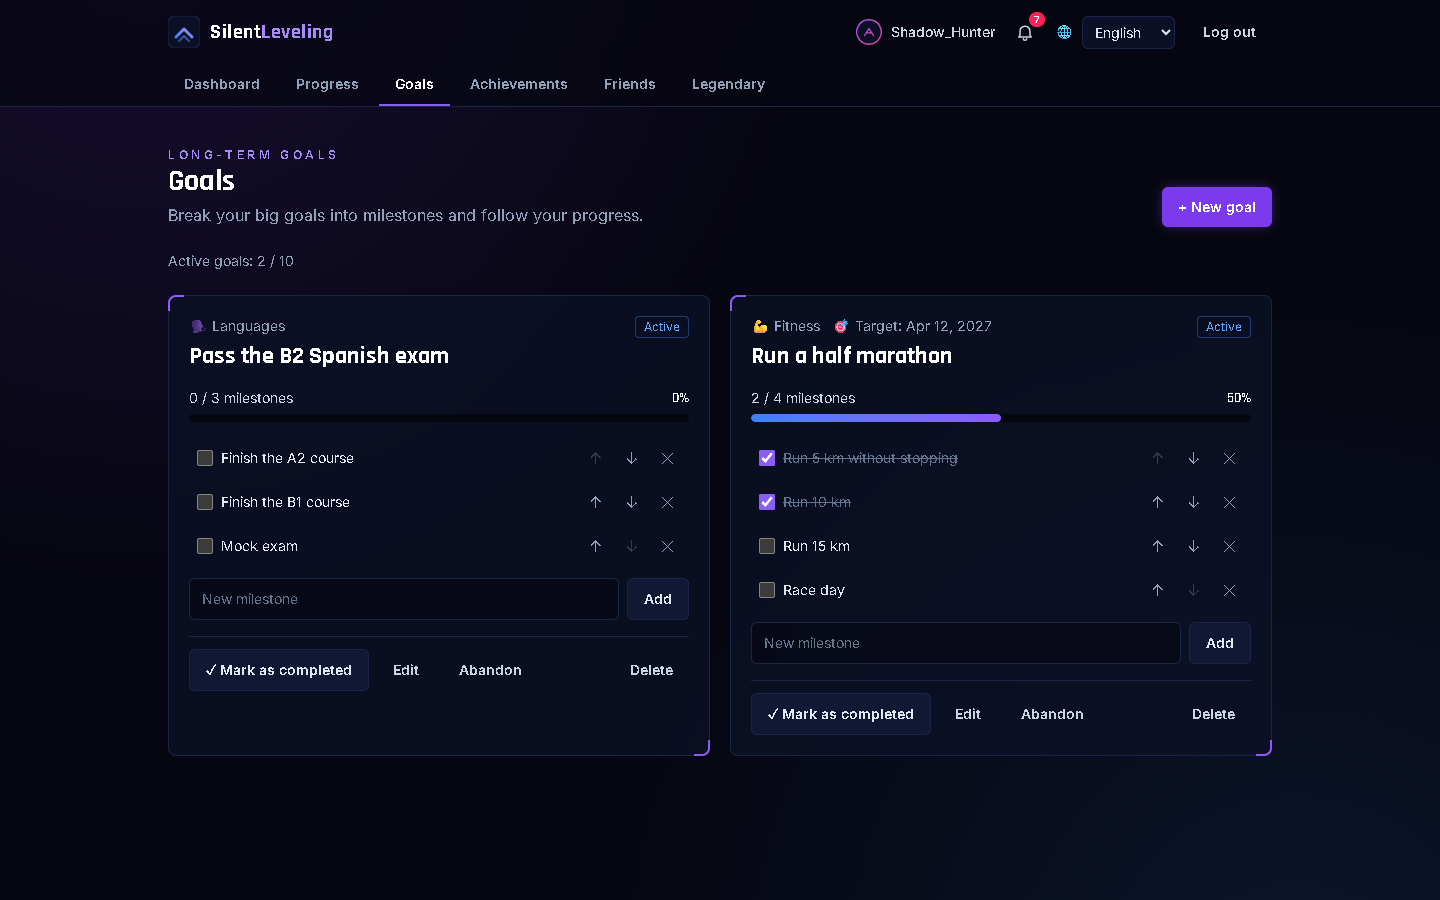 SilentLeveling
Shadow_Hunter
7
English
Log out
Dashboard
Progress
Goals
Achievements
Friends
Legendary
LONG-TERM GOALS
Goals
Break your big goals into milestones and follow your progress.
+ New goal
Active goals: 2 / 10
Languages
Active
Pass the B2 Spanish exam
0 / 3 milestones
0%
Finish the A2 course
Finish the B1 course
Mock exam
New milestone
Add
✓ Mark as completed
Edit
Abandon
Delete
Fitness
Target: Apr 12, 2027
Active
Run a half marathon
2 / 4 milestones
50%
Run 5 km without stopping
Run 10 km
Run 15 km
Race day
New milestone
Add
✓ Mark as completed
Edit
Abandon
Delete